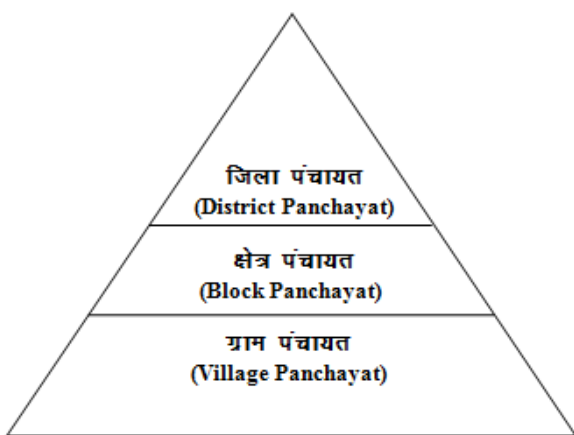 जिला पंचायत
(District Panchayat)
क्षेत्र पंचायत
(Block Panchayat)
ग्राम पंचायत
(Village Panchayat)